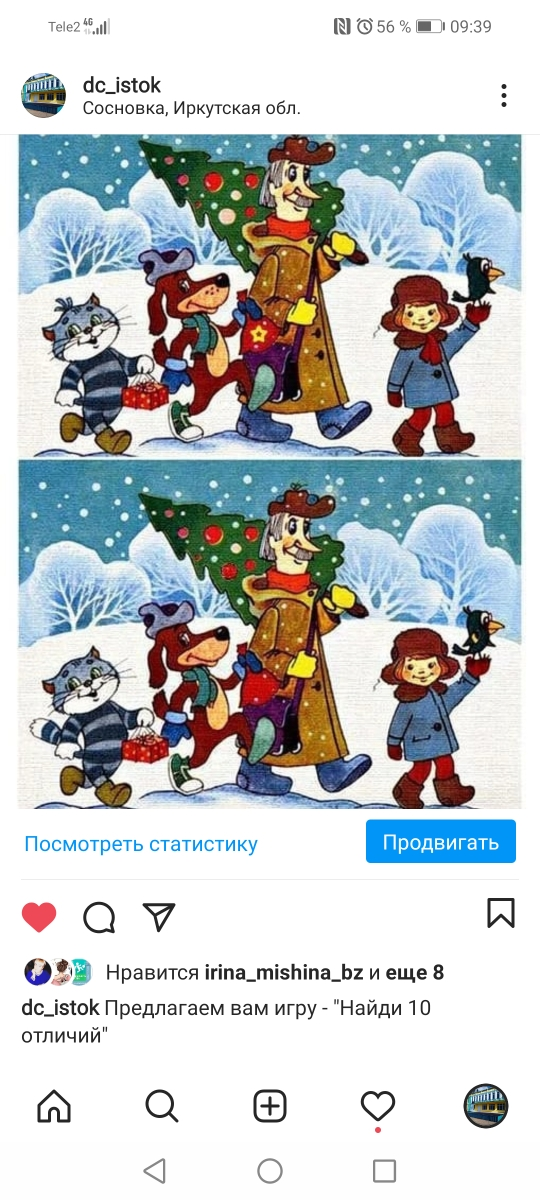 Tele2 4G 56 % 09:39
dc_istok
Сосновка, Иркутская обл.
Посмотреть статистику
Продвигать
Нравится irina_mishina_bz и еще 8
dc_istok Предлагаем вам игру - "Найди 10
отличий"